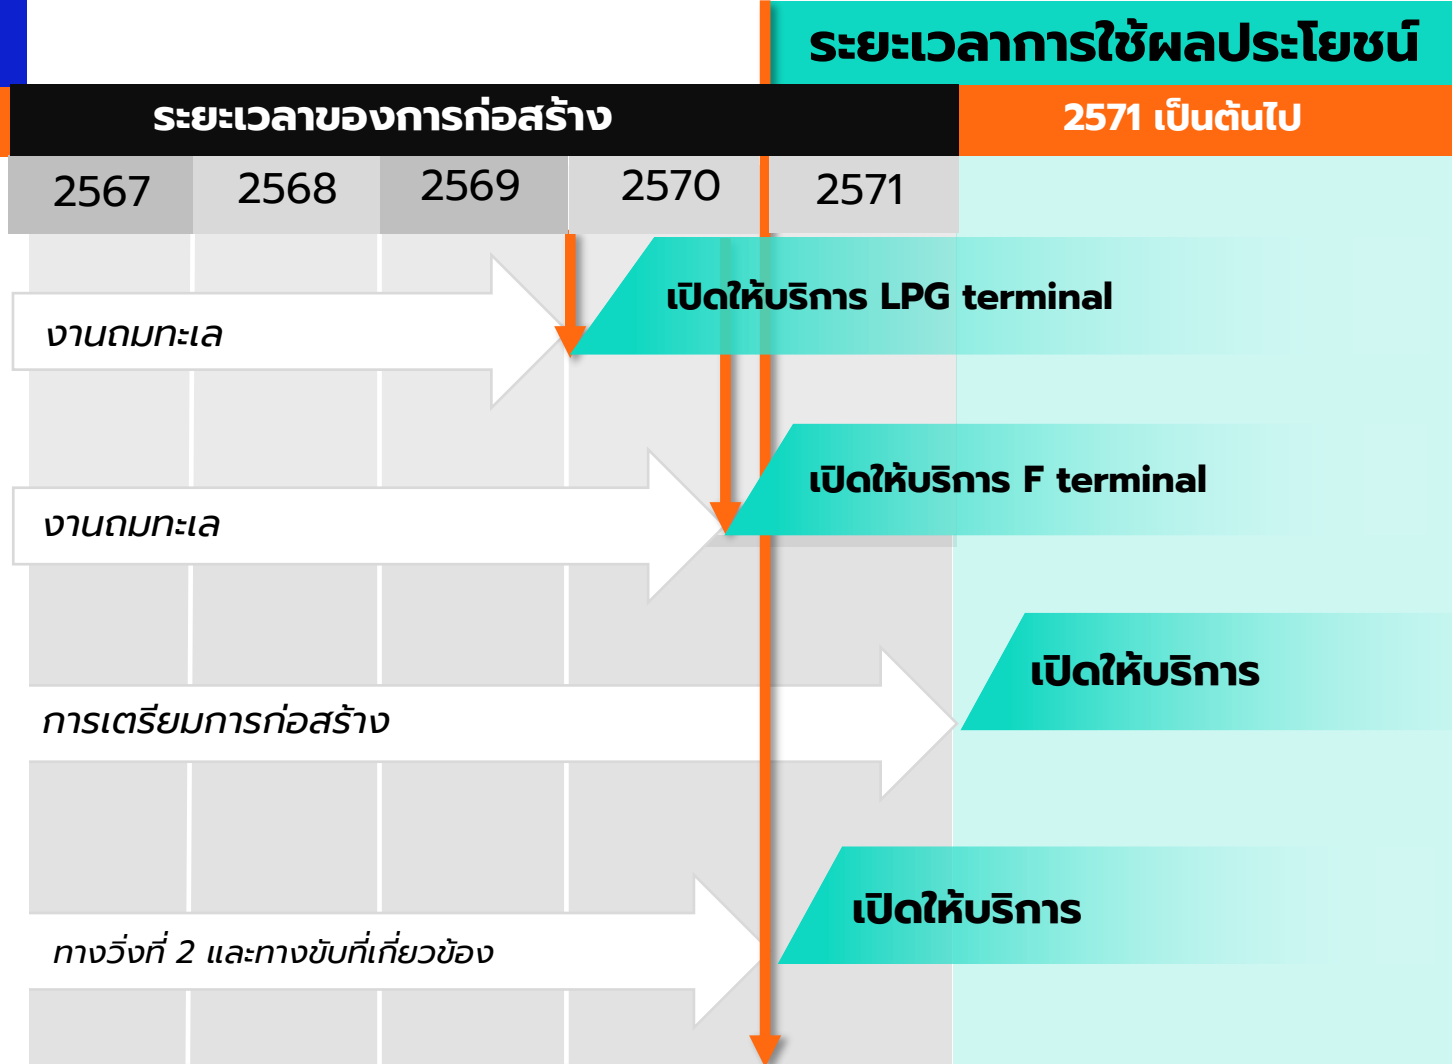 ระยะเวลาการใช้ผลประโยชน์
ระยะเวลาของการก่อสร้าง
2571 เป็นต้นไป
2567
2568
2569
2570
2571
เปิดให้บริการ LPG terminal
งานถมทะเล
เปิดให้บริการ F terminal
งานถมทะเล
เปิดให้บริการ
การเตรียมการก่อสร้าง
เปิดให้บริการ
ทางวิ่งที่ 2 และทางขับที่เกี่ยวข้อง